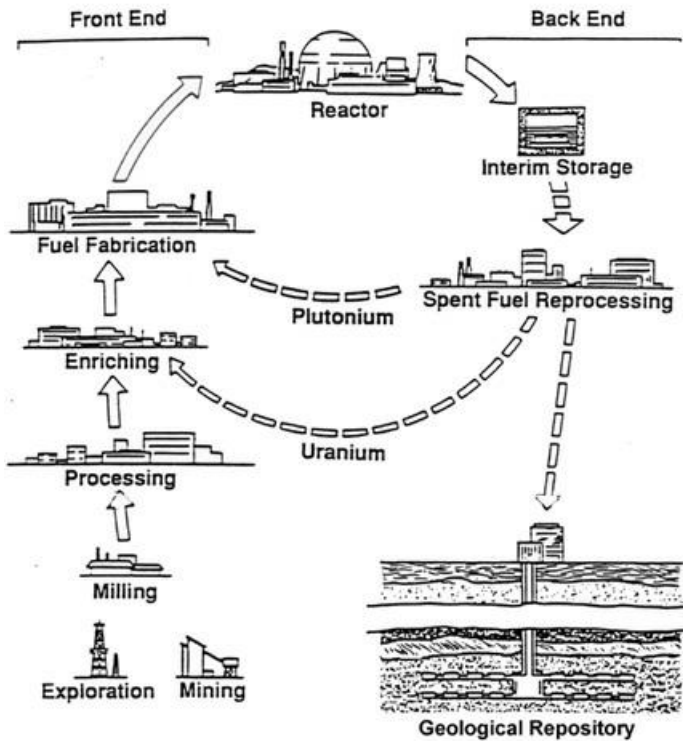 Front End
Back End
Reactor
Interim Storage
Fuel Fabrication
Plutonium
Spent Fuel Reprocessing
Enriching
Uranium
Processing
Milling
Exploration
Mining
Geological Repository